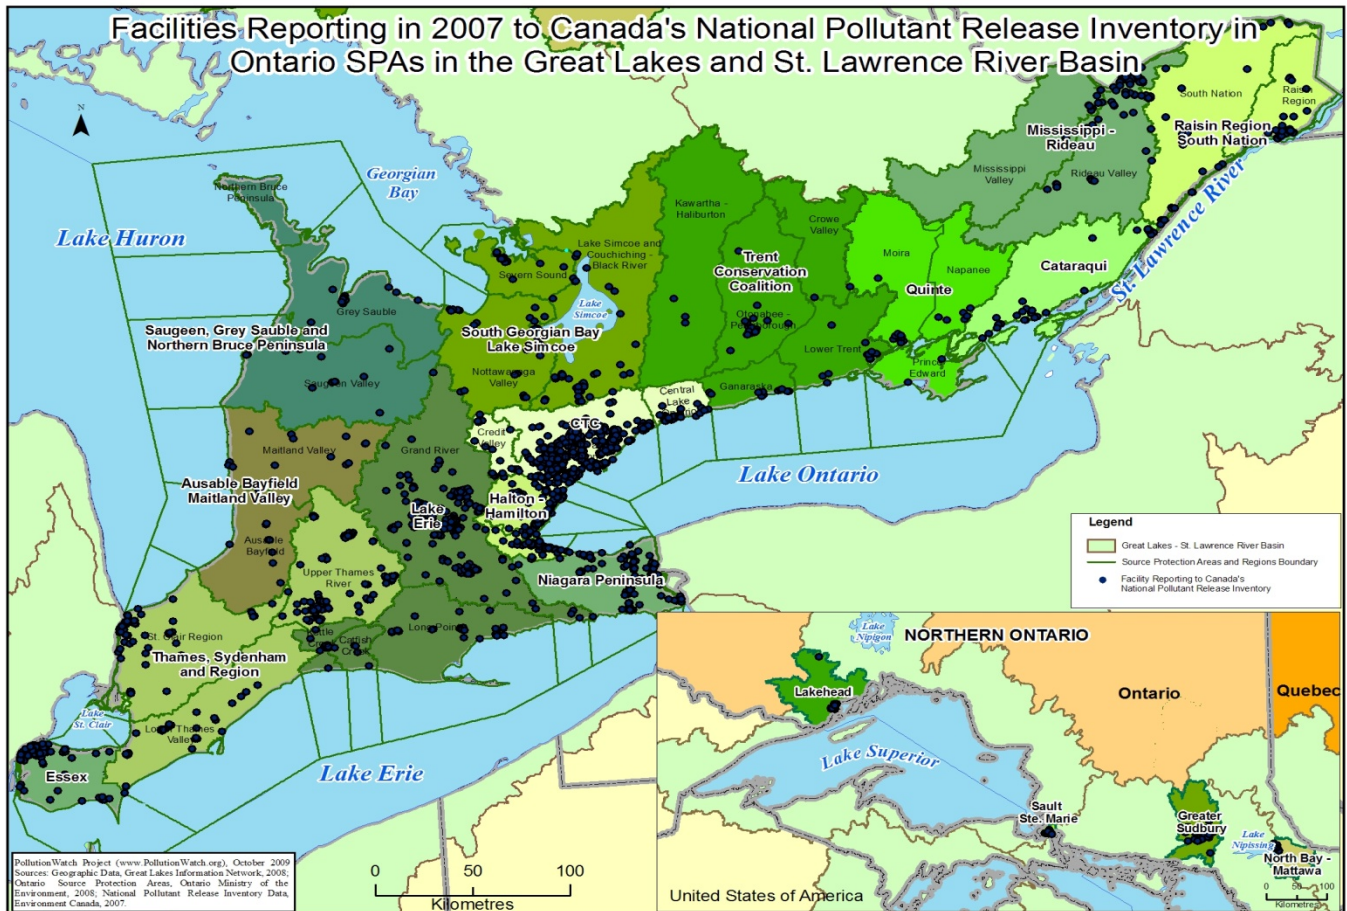 Facilities Reporting in 2007 to Canada's National Pollutant Release Inventory in
Ontario SPAs in the Great Lakes and St. Lawrence River Basin
N
Georgian
Bay
Lake Huron
Northern Bruce
Peninsula
Grey Sauble
Saugeen, Grey Sauble and
Northern Bruce Peninsula
Saugeen Valley
Severn Sound
Lake Simcoe and
Couchiching -
Black River
Lake
Simcoe
South Georgian Bay
Lake Simcoe
Nottawasaga
Valley
Kawartha -
Haliburton
Crowe
Valley
Trent
Conservation
Coalition
Otonabee -
Peterborough
Lower Trent
Ganaraska
Moira
Napanee
Quinte
Prince
Edward
Cataraqui
Mississippi -
Rideau
Mississippi
Valley
Rideau Valley
South Nation
Raisin
Region
Raisin Region
South Nation
St. Lawrence River
Central
Lake
Ontario
CTC
Credit
Valley
Halton -
Hamilton
Lake Ontario
Maitland Valley
Ausable Bayfield
Maitland Valley
Ausable
Bayfield
Grand River
Lake
Erie
Niagara Peninsula
Upper Thames
River
Long Point
Kettle
Creek
Catfish
Creek
St. Clair Region
Thames, Sydenham
and Region
Lower Thames
Valley
Lake
St. Clair
Essex
Lake Erie
Legend
Great Lakes - St. Lawrence River Basin
Source Protection Areas and Regions Boundary
Facility Reporting to Canada's
National Pollutant Release Inventory
NORTHERN ONTARIO
Lake
Nipigon
Lakehead
Ontario
Quebec
Lake Superior
Sault
Ste. Marie
Greater
Sudbury
Lake
Nipissing
North Bay -
Mattawa
United States of America
0 50 100
Kilometres
0 100
Kilometres
PollutionWatch Project (www.PollutionWatch.org), October 2009
Sources: Geographic Data, Great Lakes Information Network, 2008;
Ontario Source Protection Areas, Ontario Ministry of the
Environment, 2008; National Pollutant Release Inventory Data,
Environment Canada, 2007.